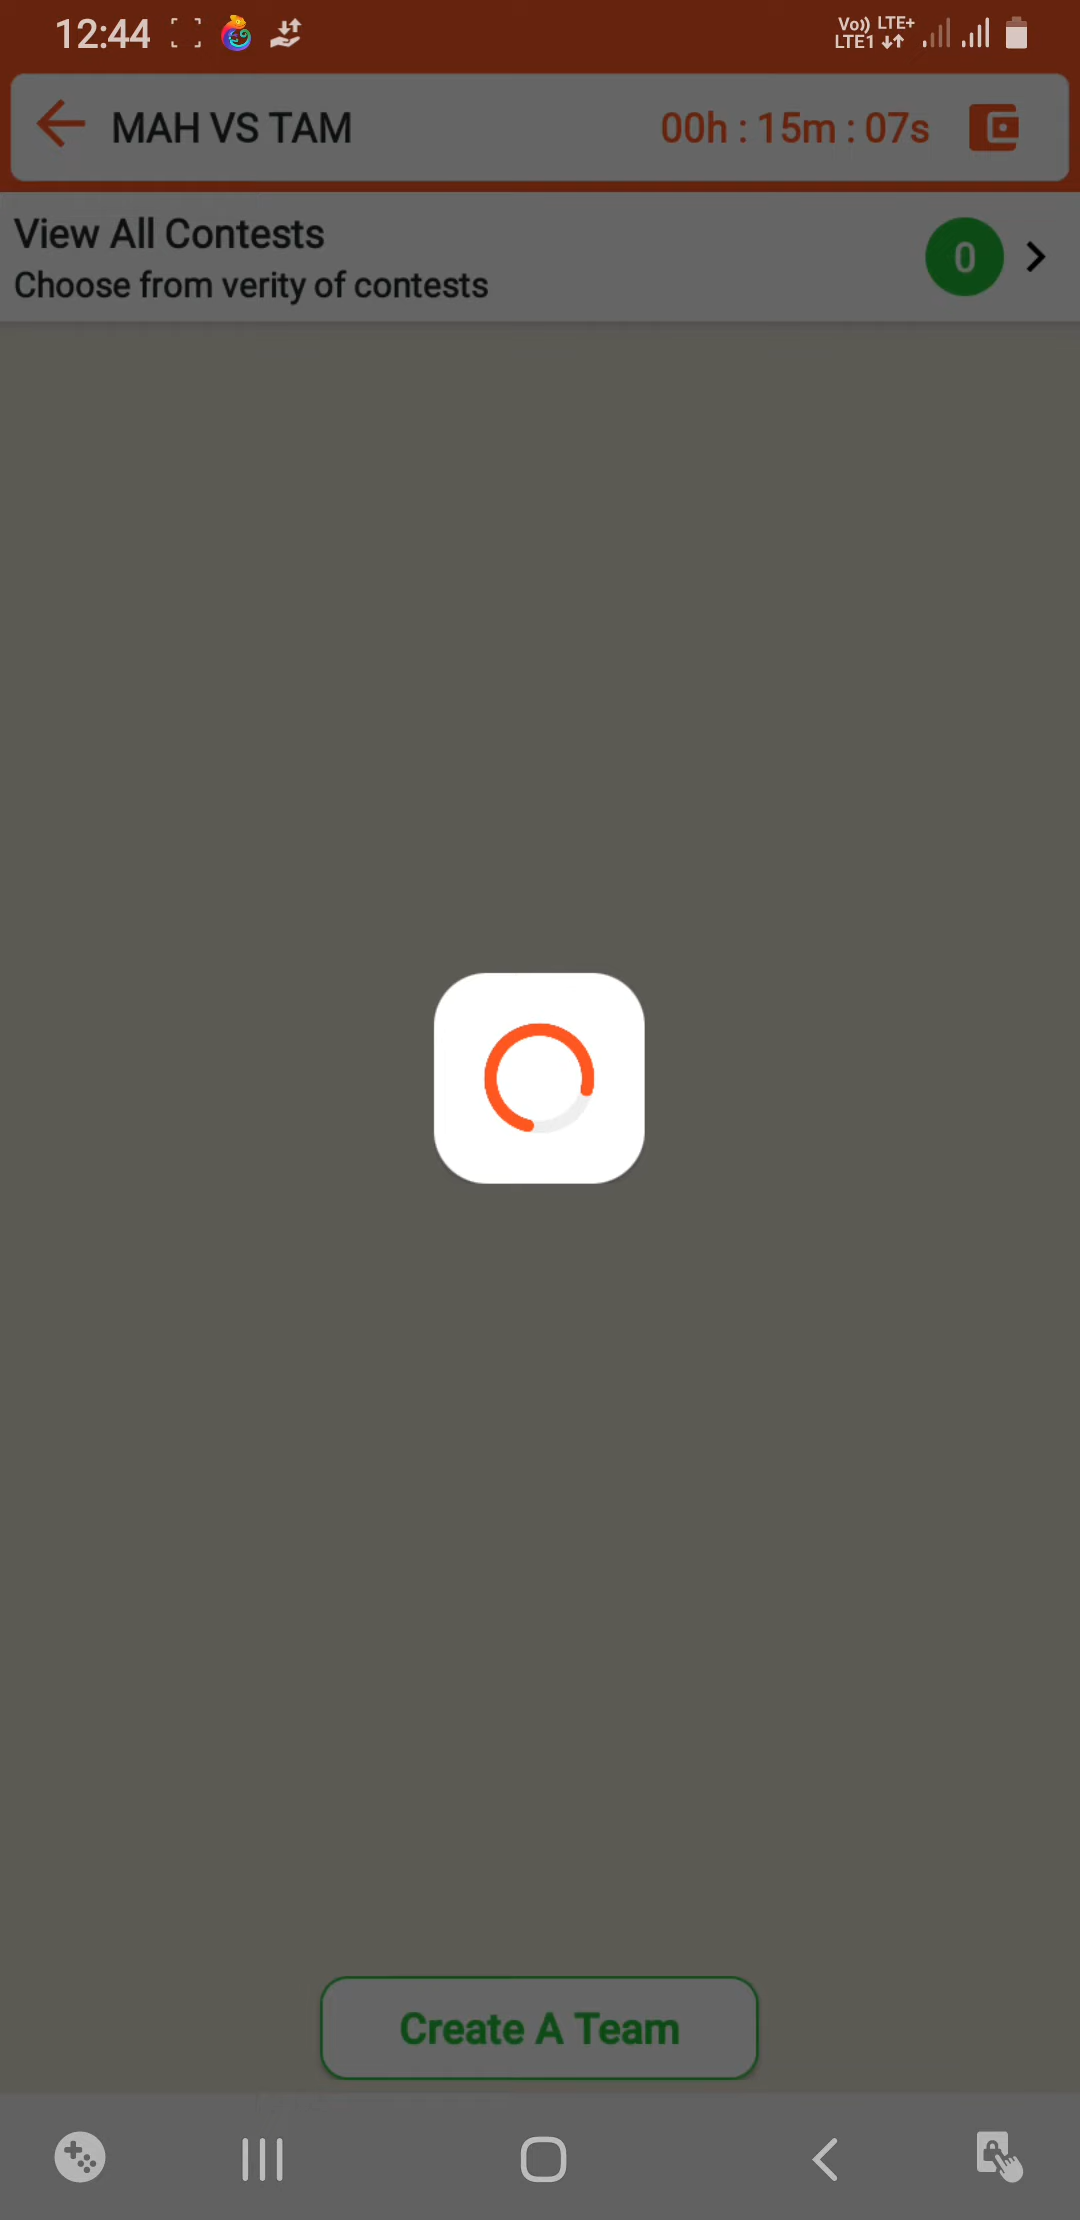 12:44
Vo)) LTE+
LTE1
MAH VS TAM
00h : 15m : 07s
View All Contests
Choose from verity of contests
0
Create A Team